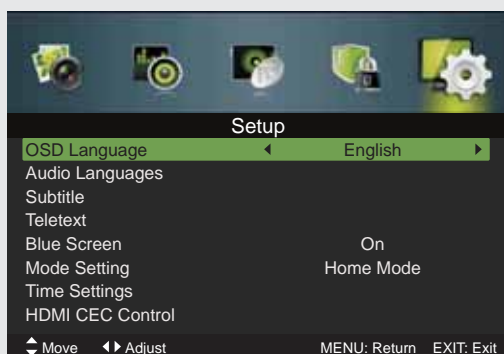 Setup
OSD Language English
Audio Languages
Subtitle
Teletext
Blue Screen On
Mode Setting Home Mode
Time Settings
HDMI CEC Control
Move Adjust MENU: Return EXIT: Exit